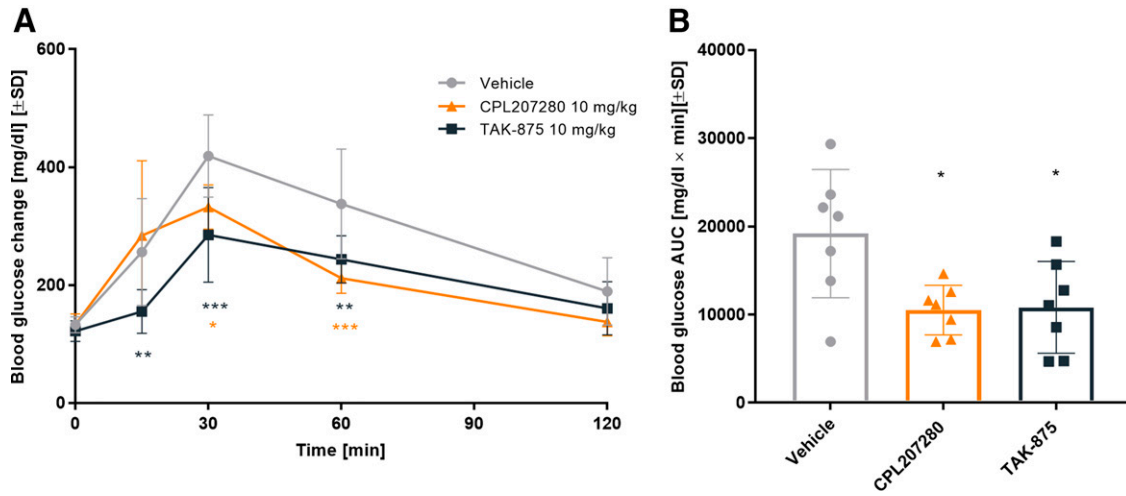 A
Blood glucose change [mg/dl] [±SD]
600
400
200
0
Vehicle
CPL207280 10 mg/kg
TAK-875 10 mg/kg
**
***
*
**
***
0
30
60
90
120
Time [min]
B
Blood glucose AUC [mg/dl × min][±SD]
40000
30000
20000
10000
0
*
*
Vehicle
CPL207280
TAK-875